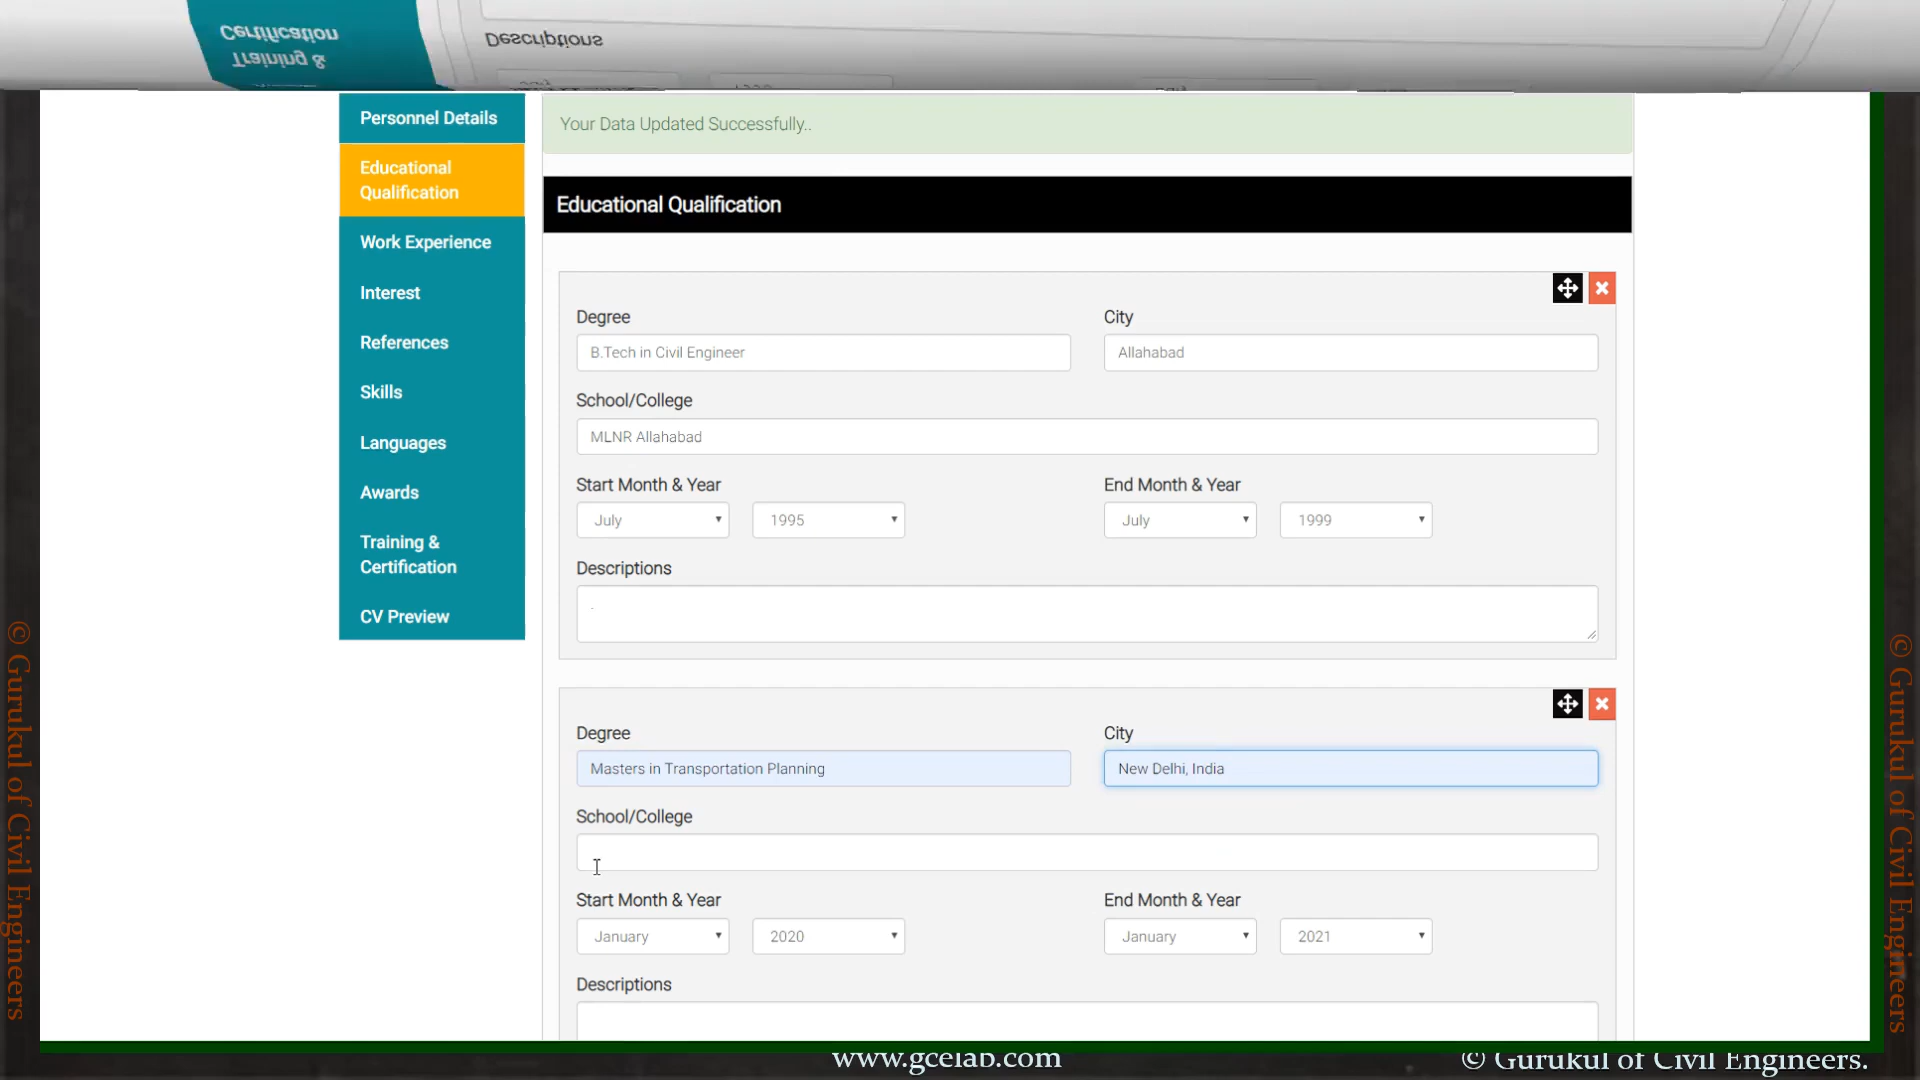 Certification
Training &
Descriptions
Personnel Details
Educational
Qualification
Work Experience
Interest
References
Skills
Languages
Awards
Training &
Certification
CV Preview
Your Data Updated Successfully..
Educational Qualification
Degree
City
B.Tech in Civil Engineer
Allahabad
School/College
MLNR Allahabad
Start Month & Year
End Month & Year
July
1995
July
1999
Descriptions
.
Degree
City
Masters in Transportation Planning
New Delhi, India
School/College
Start Month & Year
End Month & Year
January
2020
January
2021
Descriptions
© Gurukul of Civil Engineers
© Gurukul of Civil Engineers
www.gcelab.com
© Gurukul of Civil Engineers.